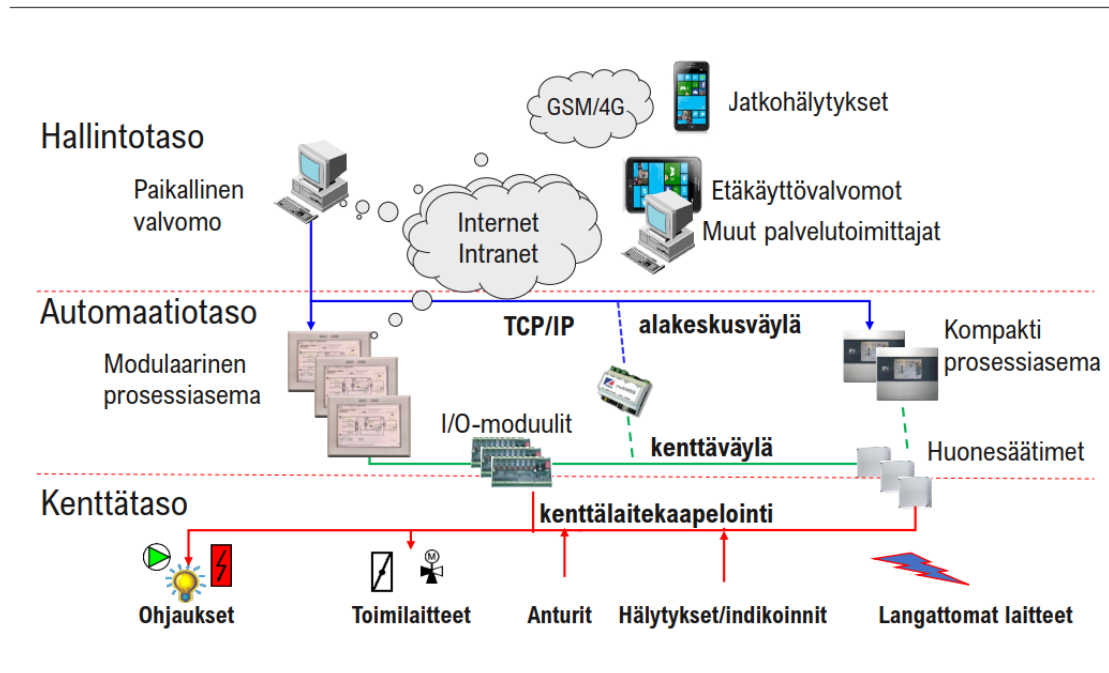 GSM/4G
Jatkohälytykset
Hallintotaso
Paikallinen
valvomo
Internet
Intranet
Etäkäyttövalvomot
Muut palvelutoimittajat
Automaatiotaso
TCP/IP
alakeskusväylä
Kompakti
prosessiasema
Modulaarinen
prosessiasema
I/O-moduulit
kenttäväylä
Huonesäätimet
Kenttätaso
kenttälaitekaapelointi
M
Ohjaukset
Toimilaitteet
Anturit
Hälytykset/indikoinnit
Langattomat laitteet